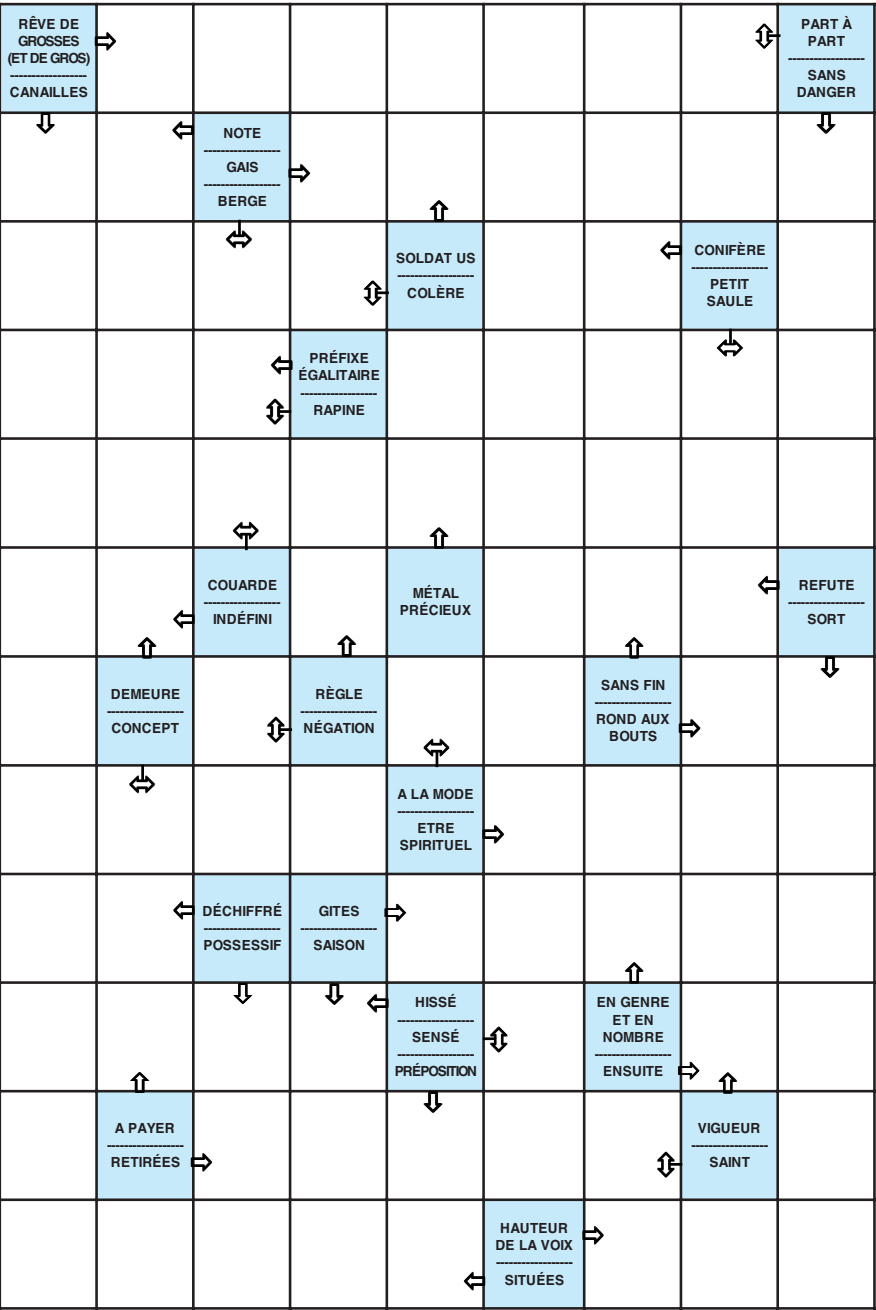 RÊVE DE
GROSSES
(ET DE GROS)
CANAILLES
PART À
PART
SANS
DANGER
NOTE
GAIS
BERGE
SOLDAT US
COLÈRE
CONIFÈRE
PETIT
SAULE
PRÉFIXE
ÉGALITAIRE
RAPINE
COUARDE
INDÉFINI
MÉTAL
PRÉCIEUX
REFUTE
SORT
DEMEURE
CONCEPT
RÈGLE
NÉGATION
SANS FIN
ROND AUX
BOUTS
A LA MODE
ETRE
SPIRITUEL
DÉCHIFFRÉ
POSSESSIF
GITES
SAISON
HISSÉ
SENSÉ
PRÉPOSITION
EN GENRE
ET EN
NOMBRE
ENSUITE
A PAYER
RETIRÉES
VIGUEUR
SAINT
HAUTEUR
DE LA VOIX
SITUÉES